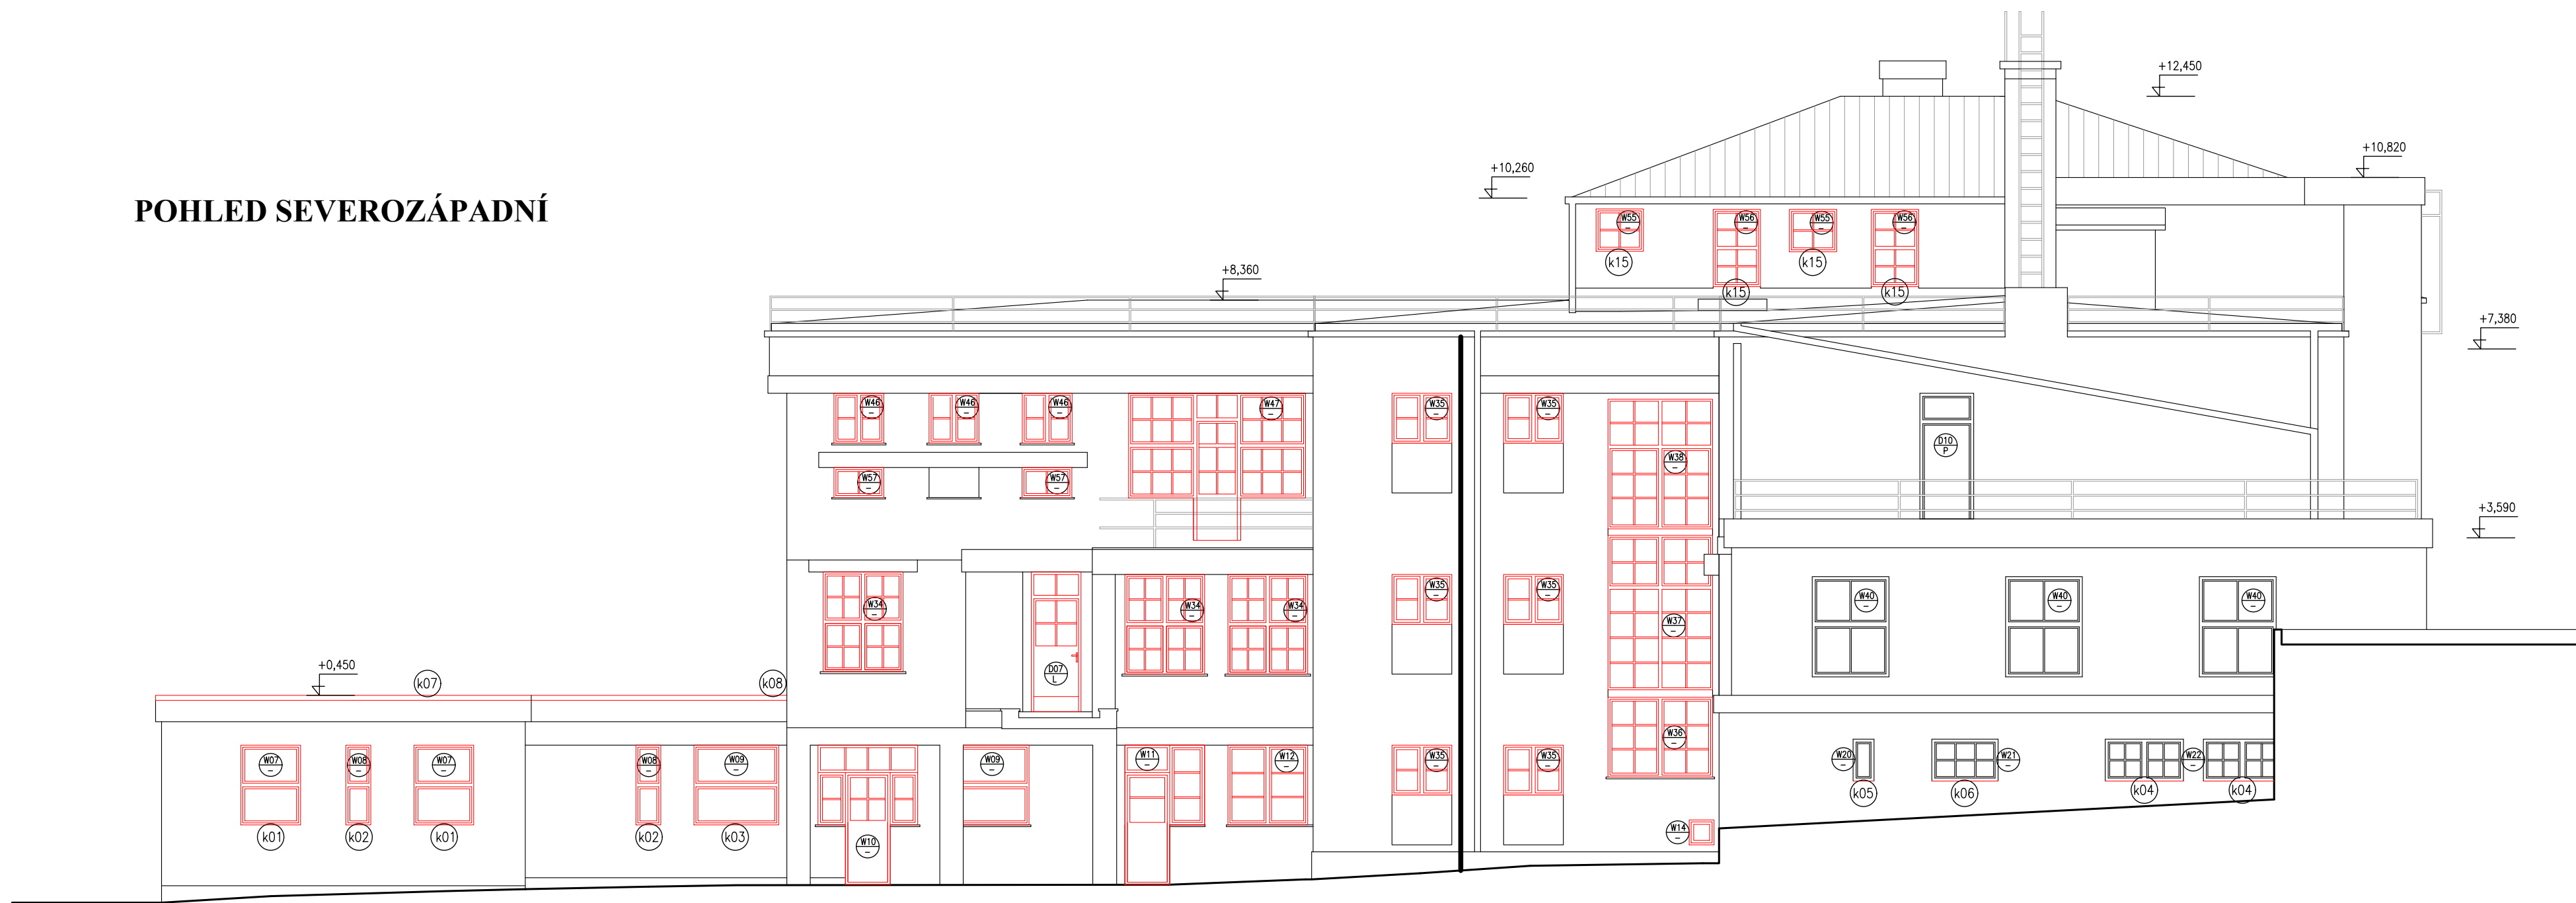 +12,450
+10,820
+10,260
POHLED SEVEROZÁPADNÍ
W55
–
W56
–
W55
–
W56
–
k15
k15
k15
k15
+8,360
+7,380
W46
–
W46
–
W46
–
W47
–
W35
–
W35
–
D10
P
W38
–
W57
–
W57
–
+3,590
W35
–
W35
–
W40
–
W40
–
W40
–
W34
–
W34
–
W34
–
W37
–
+0,450
k07
k08
D07
L
W36
–
W07
–
W08
–
W07
–
W08
–
W09
–
W09
–
W11
–
W12
–
W35
–
W35
–
W20
–
W21
–
W22
–
k05
k06
k04
k04
k01
k02
k01
k02
k03
W10
–
W14
–